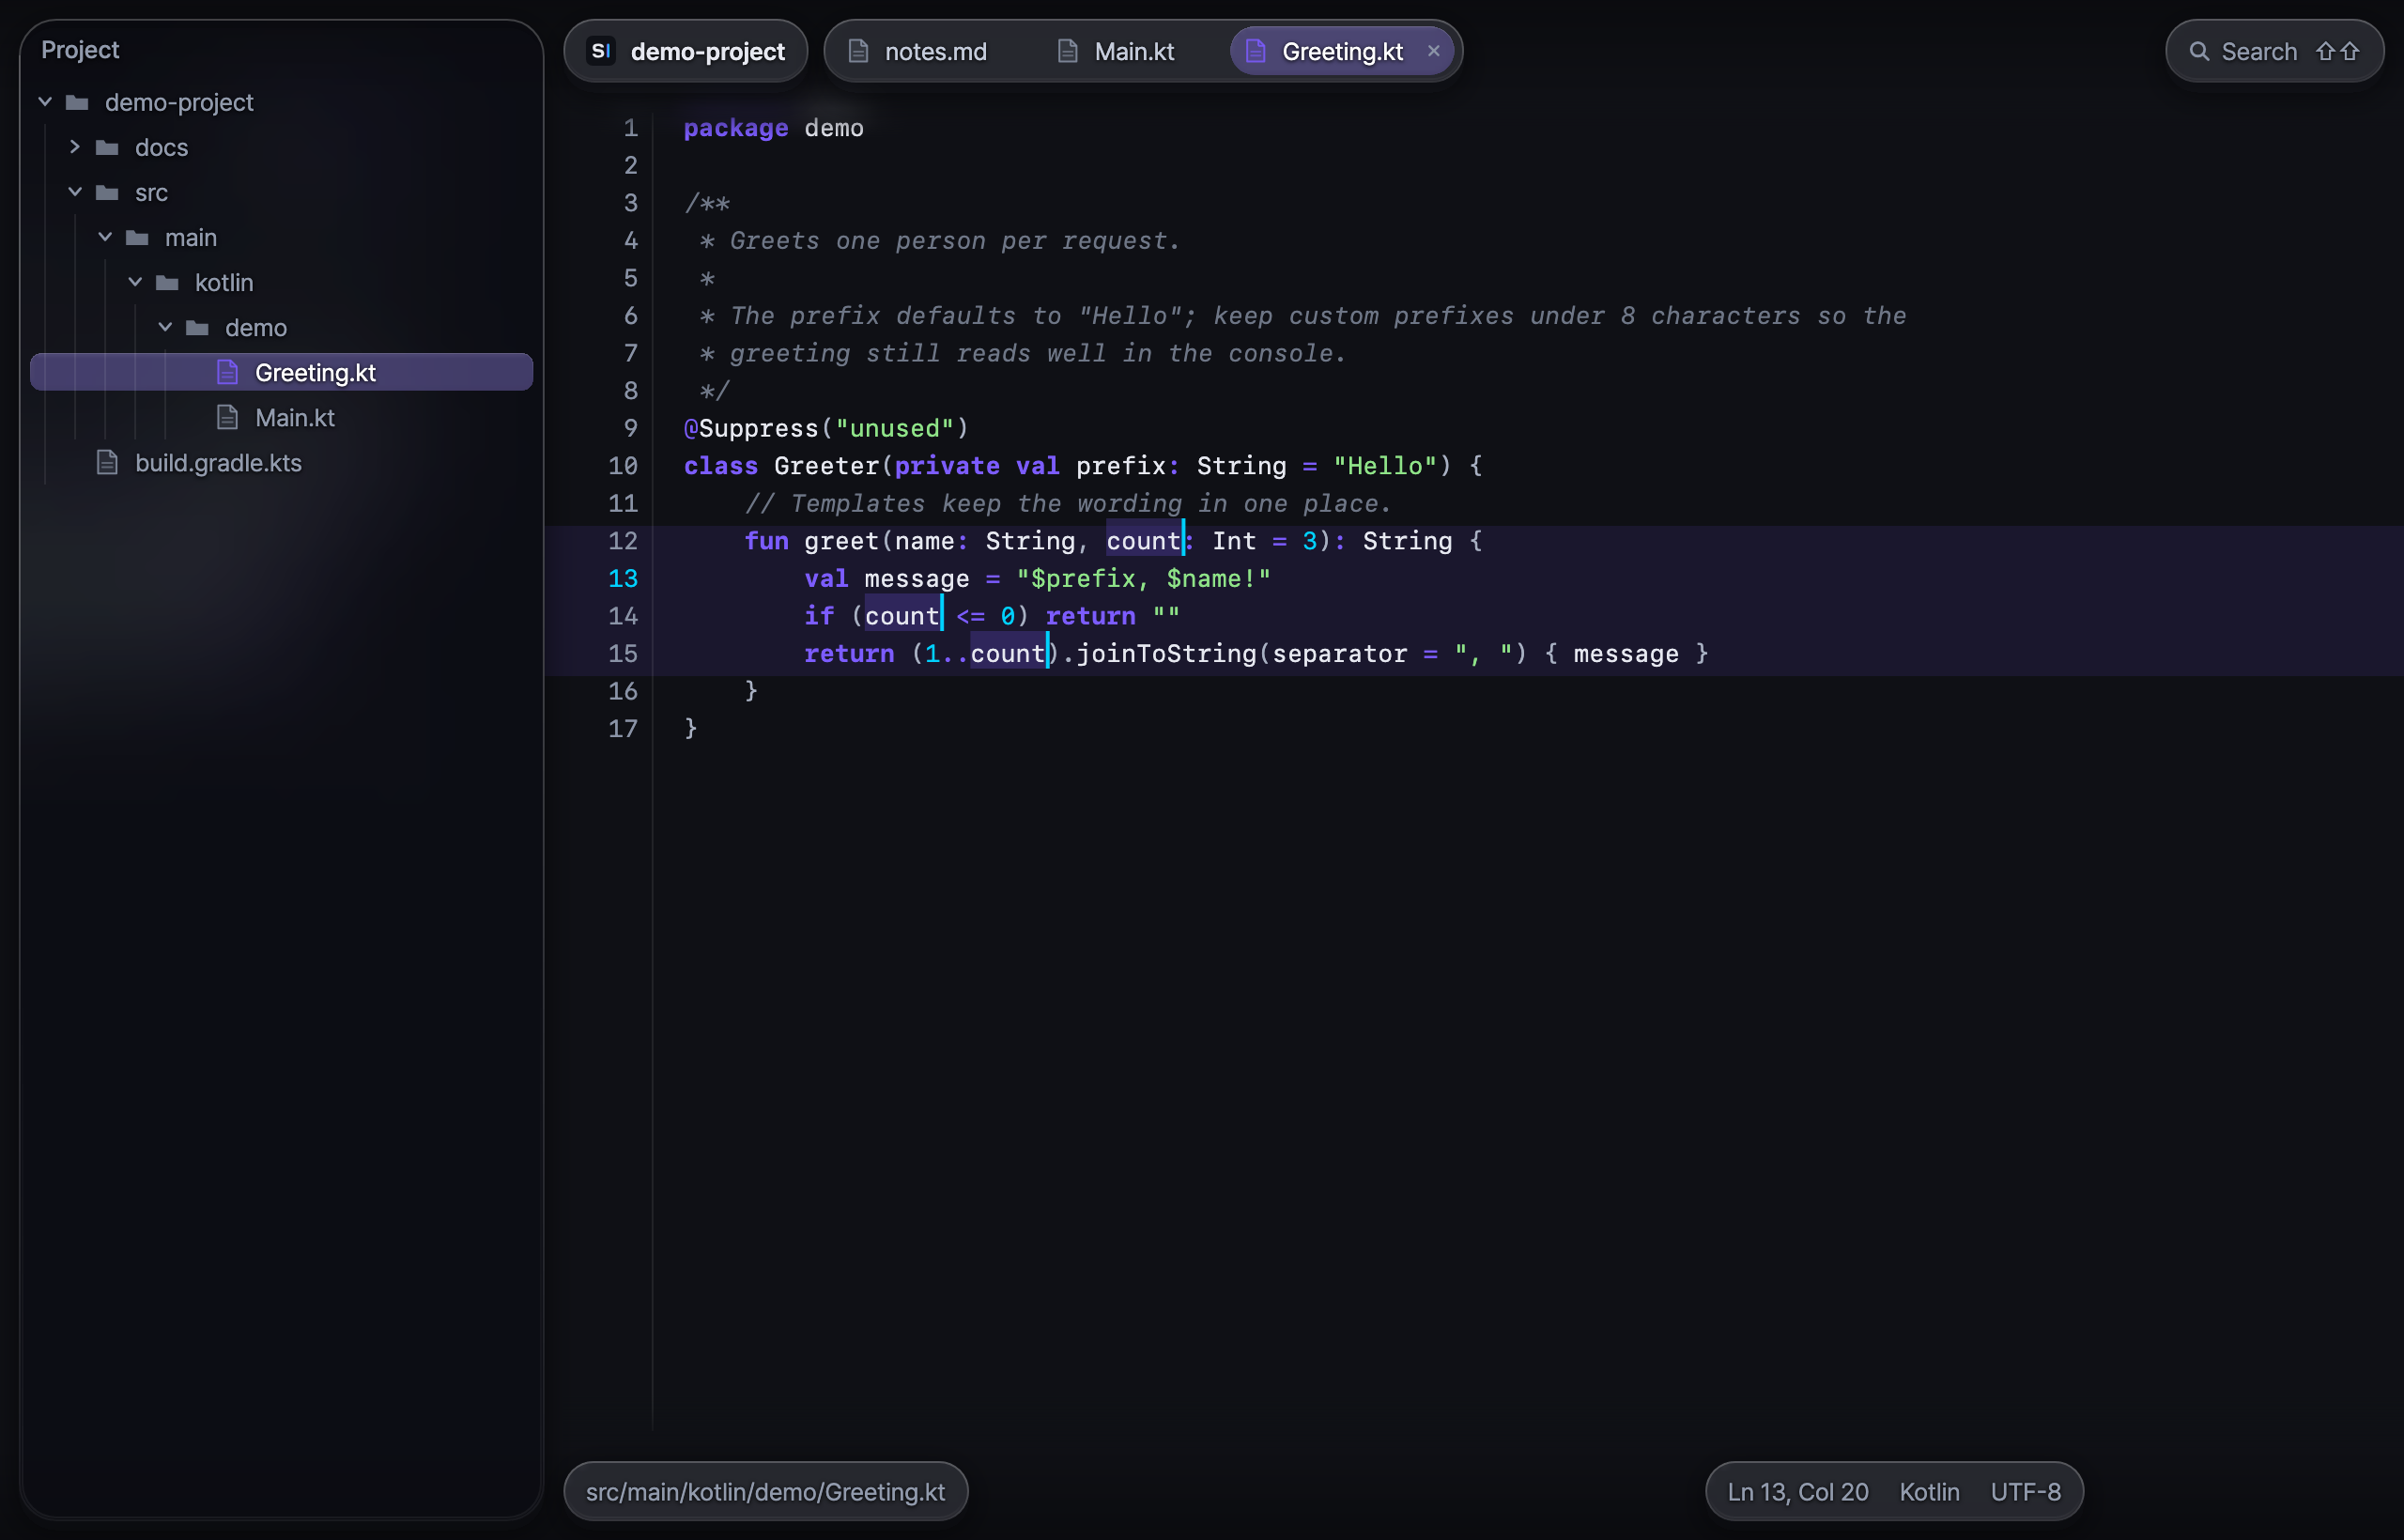 Project
demo-project
docs
src
main
kotlin
demo
Greeting.kt
Main.kt
build.gradle.kts
SI demo-project
notes.md Main.kt Greeting.kt ×
Search ⇧⇧
1 package demo
2
3 /**
4  * Greets one person per request.
5  *
6  * The prefix defaults to "Hello"; keep custom prefixes under 8 characters so the
7  * greeting still reads well in the console.
8  */
9 @Suppress("unused")
10 class Greeter(private val prefix: String = "Hello") {
11     // Templates keep the wording in one place.
12     fun greet(name: String, count: Int = 3): String {
13         val message = "$prefix, $name!"
14         if (count <= 0) return ""
15         return (1..count).joinToString(separator = ", ") { message }
16     }
17 }
src/main/kotlin/demo/Greeting.kt
Ln 13, Col 20 Kotlin UTF-8